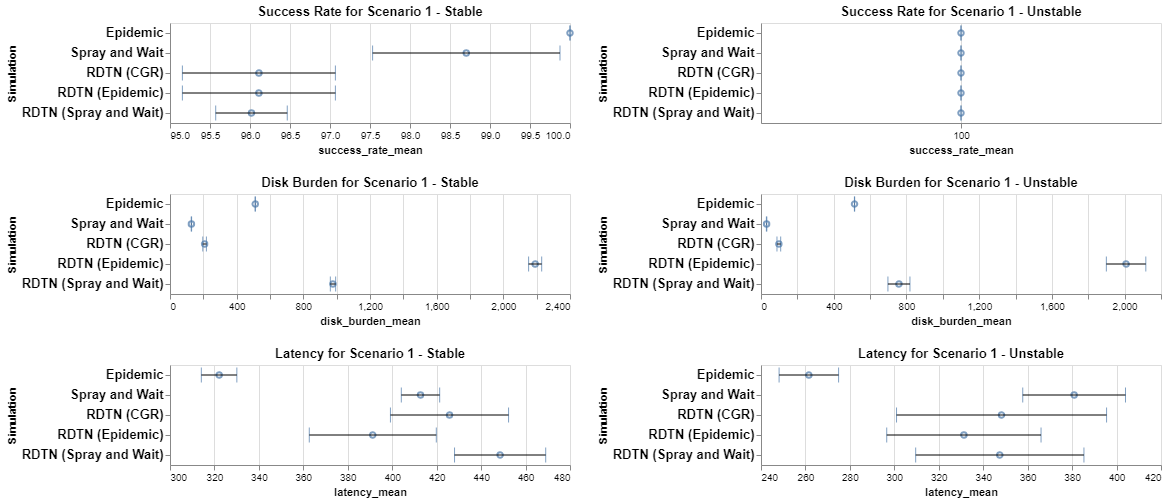 Success Rate for Scenario 1 - Stable
Simulation
Epidemic
Spray and Wait
RDTN (CGR)
RDTN (Epidemic)
RDTN (Spray and Wait)
95.0 95.5 96.0 96.5 97.0 97.5 98.0 98.5 99.0 99.5 100.0
success_rate_mean
Success Rate for Scenario 1 - Unstable
Simulation
Epidemic
Spray and Wait
RDTN (CGR)
RDTN (Epidemic)
RDTN (Spray and Wait)
100
success_rate_mean
Disk Burden for Scenario 1 - Stable
Simulation
Epidemic
Spray and Wait
RDTN (CGR)
RDTN (Epidemic)
RDTN (Spray and Wait)
0 400 800 1,200 1,600 2,000 2,400
disk_burden_mean
Disk Burden for Scenario 1 - Unstable
Simulation
Epidemic
Spray and Wait
RDTN (CGR)
RDTN (Epidemic)
RDTN (Spray and Wait)
0 400 800 1,200 1,600 2,000
disk_burden_mean
Latency for Scenario 1 - Stable
Simulation
Epidemic
Spray and Wait
RDTN (CGR)
RDTN (Epidemic)
RDTN (Spray and Wait)
300 320 340 360 380 400 420 440 460 480
latency_mean
Latency for Scenario 1 - Unstable
Simulation
Epidemic
Spray and Wait
RDTN (CGR)
RDTN (Epidemic)
RDTN (Spray and Wait)
240 260 280 300 320 340 360 380 400 420
latency_mean